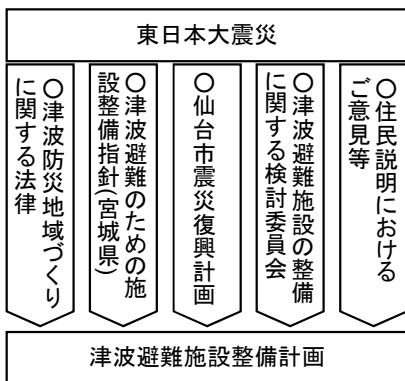 東日本大震災
○住民説明における
ご意見等
○津波避難施設の整備
に関する検討委員会
○仙台市震災復興計画
○津波避難のための施
設整備指針(宮城県)
○津波防災地域づくり
に関する法律
津波避難施設整備計画